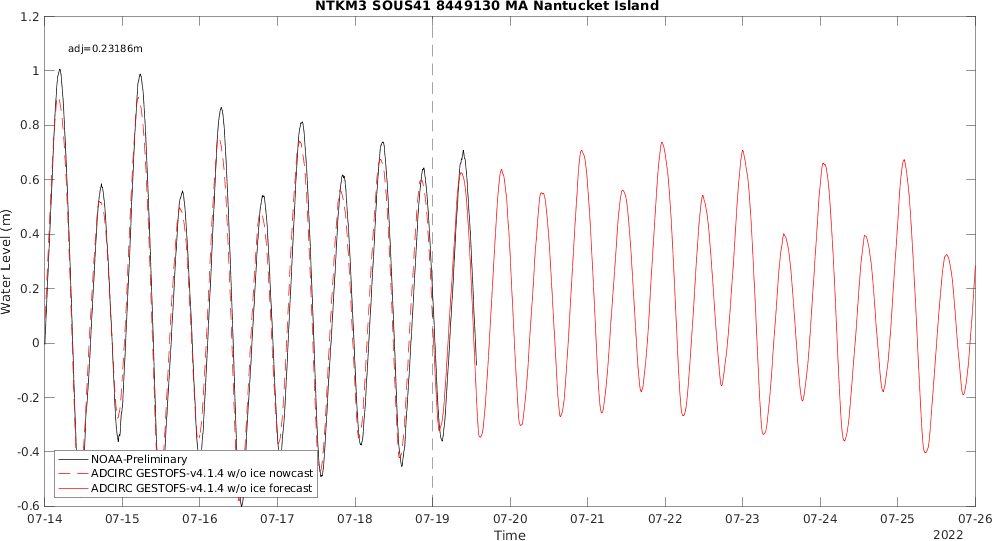 NTKM3 SOUS41 8449130 MA Nantucket Island
1.2
adj=0.23186m
1
0.8
0.6
0.4
0.2
0
-0.2
-0.4
-0.6
Water Level (m)
NOAA-Preliminary
ADCIRC GESTOFS-v4.1.4 w/o ice nowcast
ADCIRC GESTOFS-v4.1.4 w/o ice forecast
07-14 07-15 07-16 07-17 07-18 07-19 07-20 07-21 07-22 07-23 07-24 07-25 07-26
Time
2022